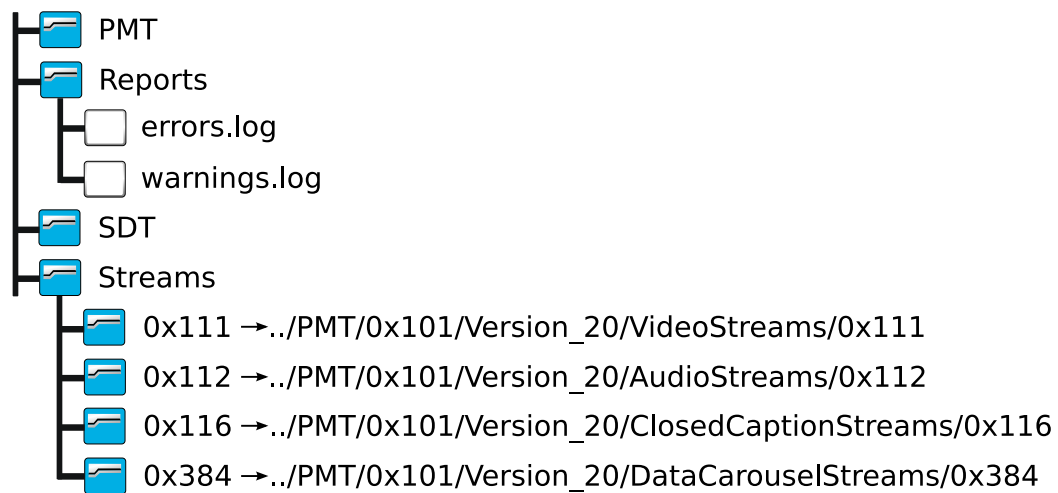 PMT
Reports
errors.log
warnings.log
SDT
Streams
0x111 →../PMT/0x101/Version_20/VideoStreams/0x111
0x112 →../PMT/0x101/Version_20/AudioStreams/0x112
0x116 →../PMT/0x101/Version_20/ClosedCaptionStreams/0x116
0x384 →../PMT/0x101/Version_20/DataCarouselStreams/0x384